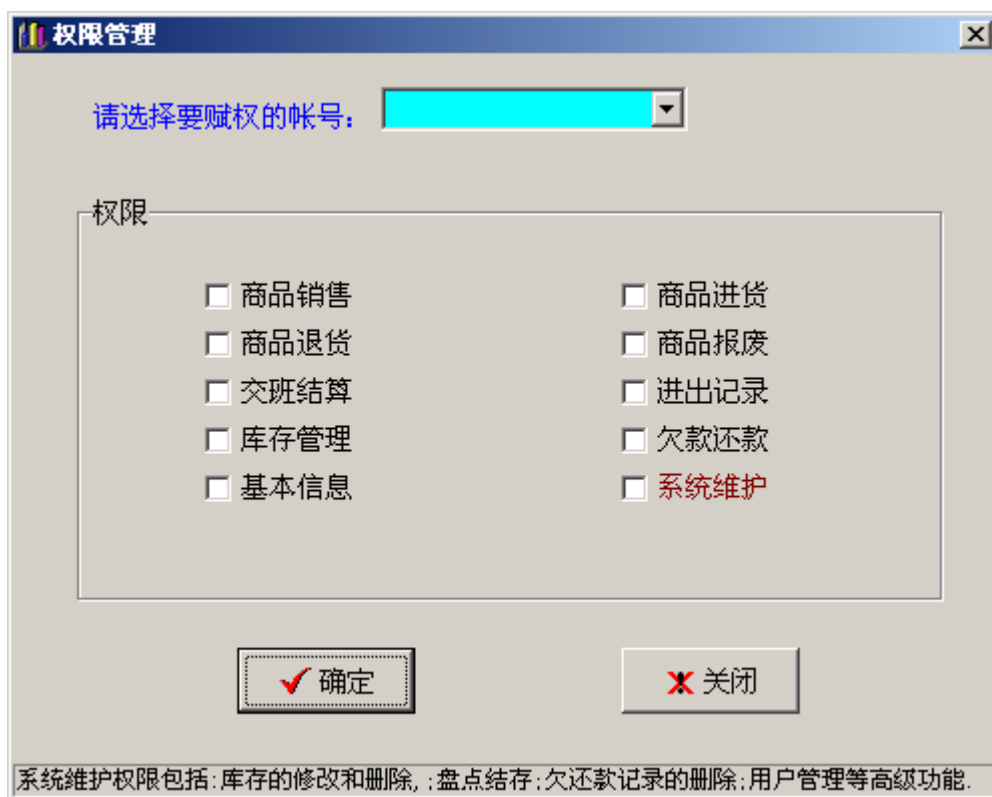 权限管理
请选择要赋权的帐号：
权限
商品销售 商品进货
商品退货 商品报废
交班结算 进出记录
库存管理 欠款还款
基本信息 系统维护
确定 关闭
系统维护权限包括:库存的修改和删除, ;盘点结存;欠还款记录的删除;用户管理等高级功能.